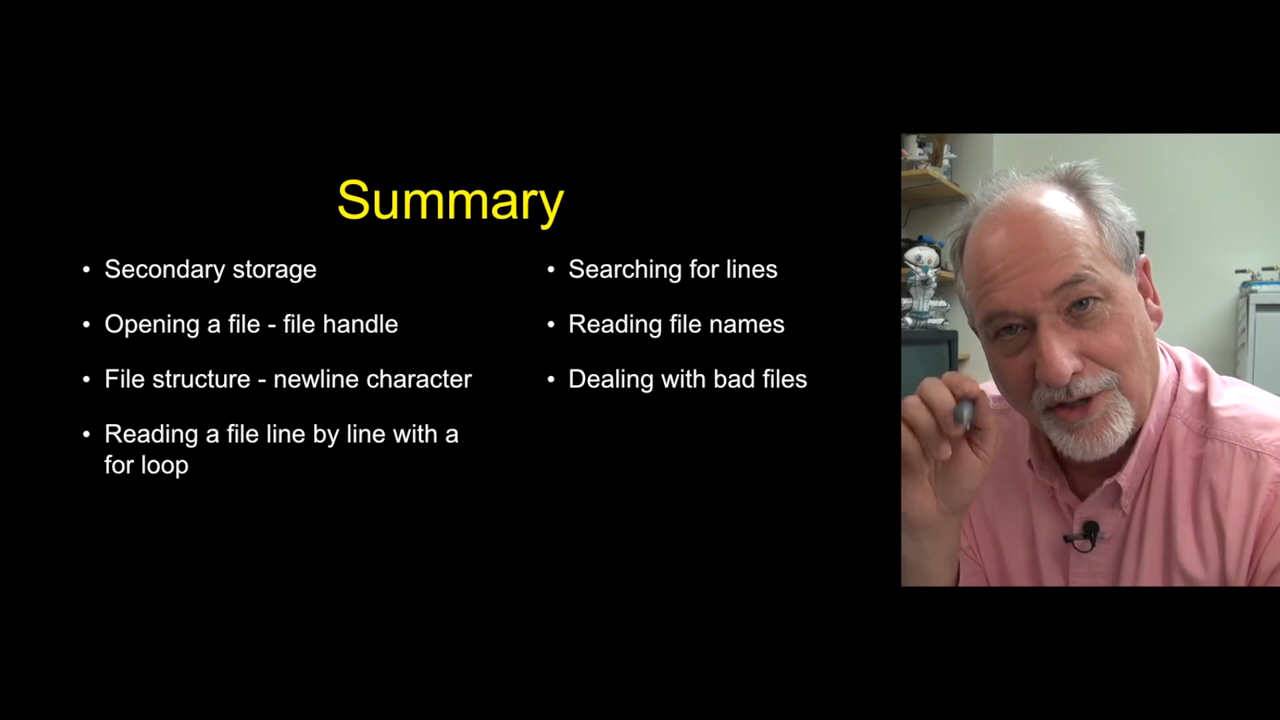 Summary
• Secondary storage
• Opening a file - file handle
• File structure - newline character
• Reading a file line by line with a
for loop
• Searching for lines
• Reading file names
• Dealing with bad files